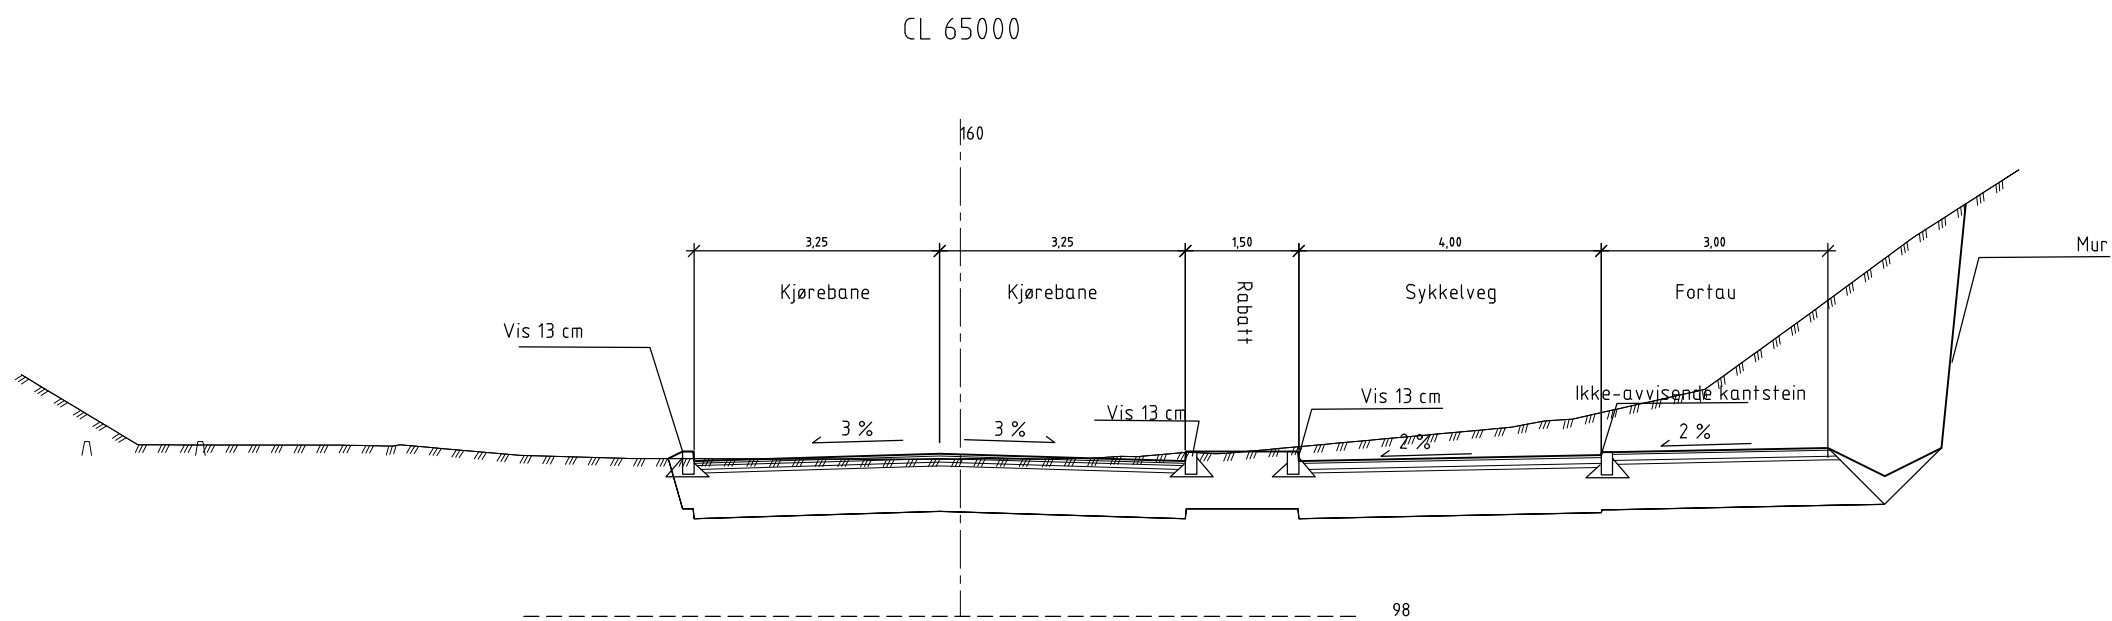 CL 65000
160
3,25
3,25
1,50
4,00
3,00
Mur
Kjørebane
Kjørebane
Rabatt
Sykkelveg
Fortau
Vis 13 cm
Vis 13 cm
Vis 13 cm
Ikke-avvisende kantstein
3 %
3 %
2 %
2 %
98